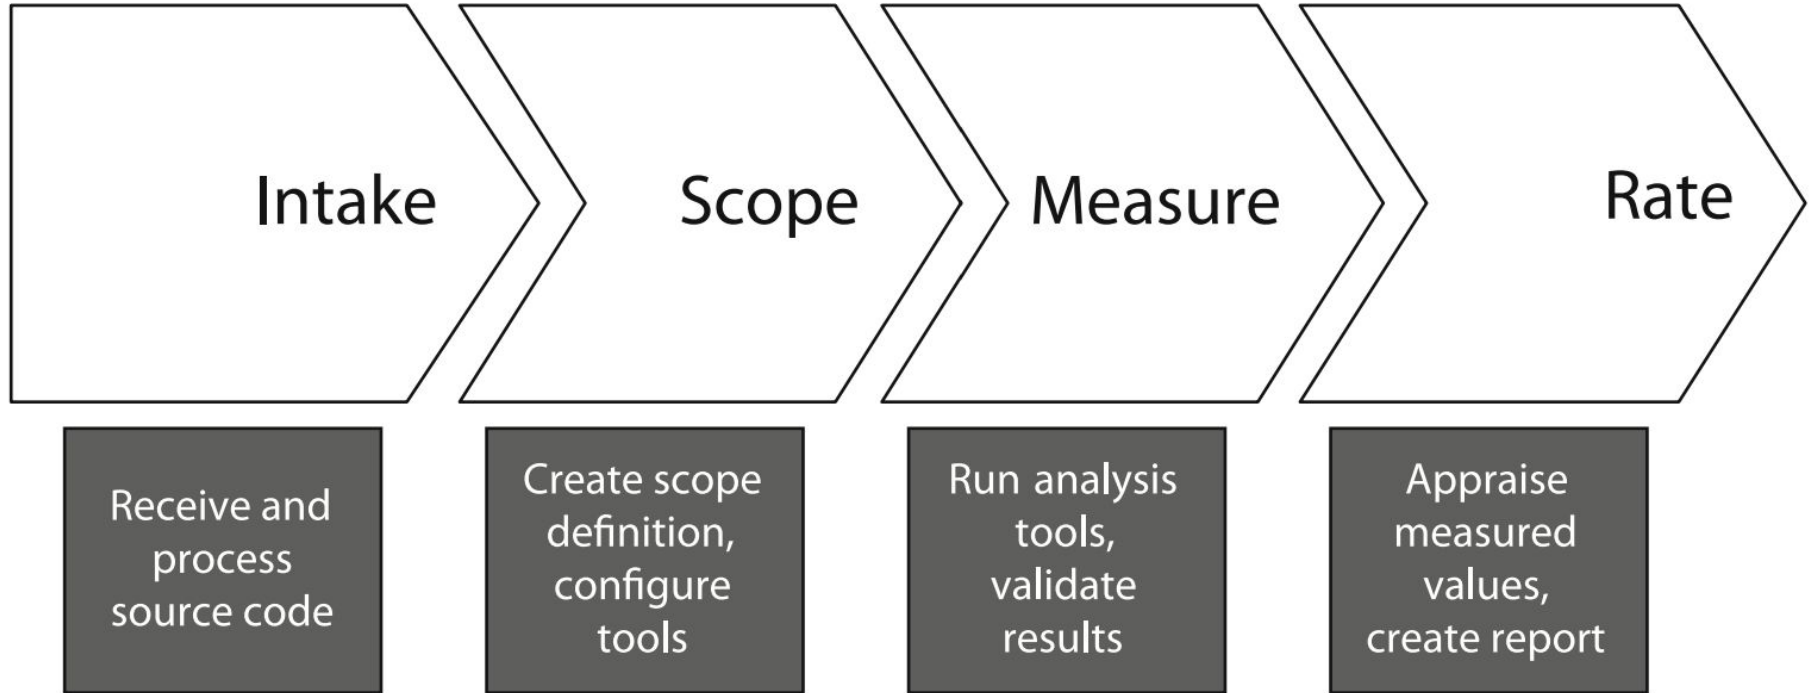 Intake
Scope
Measure
Rate
Receive and
process
source code
Create scope
definition,
configure
tools
Run analysis
tools,
validate
results
Appraise
measured
values,
create report